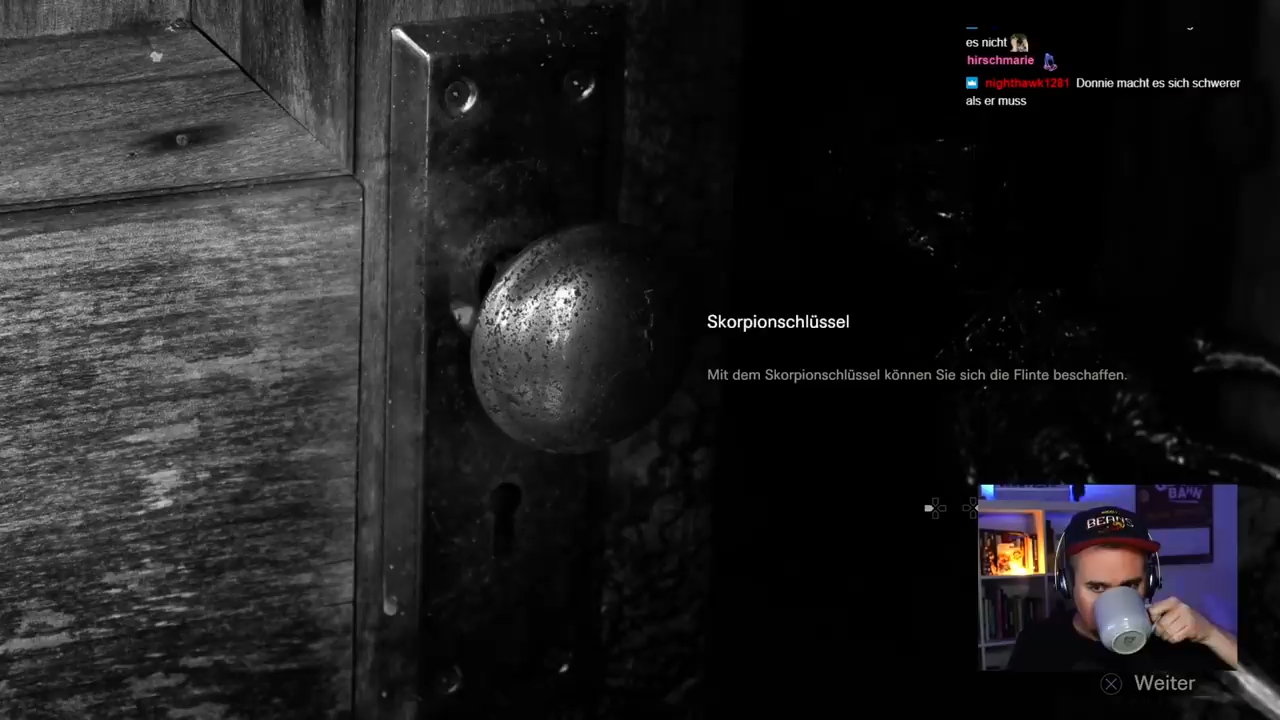 es nicht
hirschmarie
nighthawk1281 Donnie macht es sich schwerer
als er muss
Skorpionschlüssel
Mit dem Skorpionschlüssel können Sie sich die Flinte beschaffen.
BAHN
BEARS
Weiter